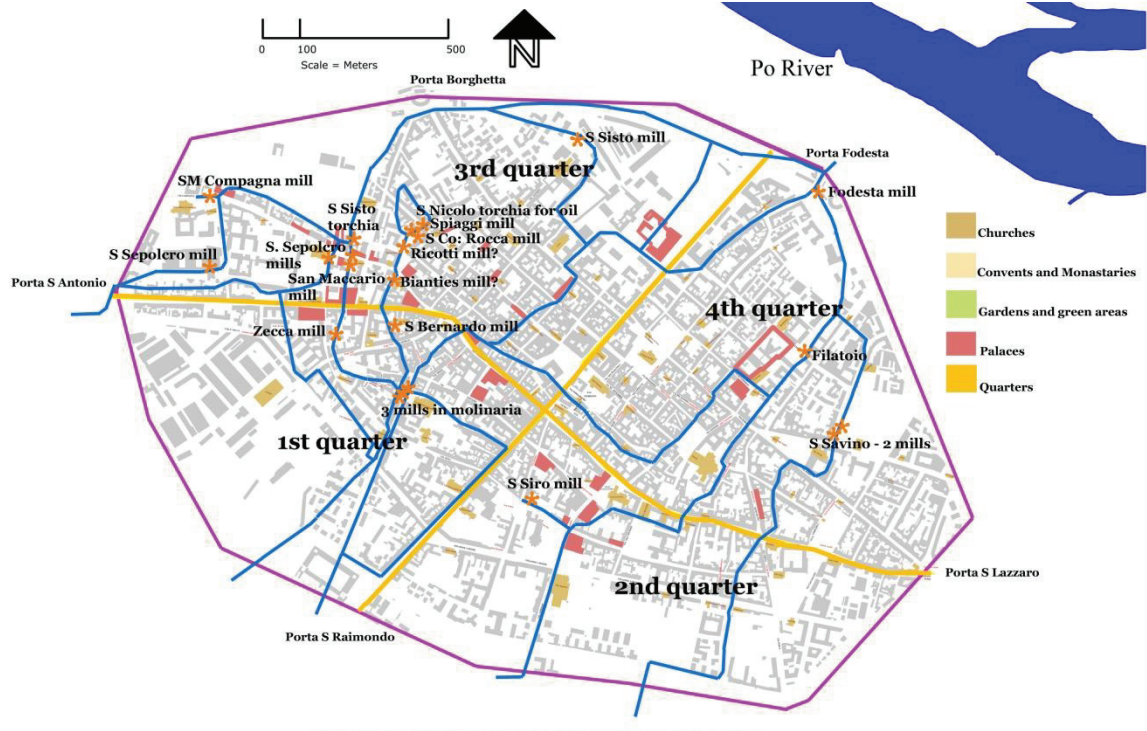 0
100
500
Scale = Meters
N
Po River
Porta Borghetta
S Sisto mill
Porta Fodesta
3rd quarter
SM Compagna mill
Fodesta mill
S Sisto
torchia
S Nicolo torchia for oil
Spiaggi mill
S Co: Rocca mill
Ricotti mill?
S Sepolcro mill
S. Sepolcro
mills
Porta S Antonio
San Maccario
mill
Bianties mill?
4th quarter
Zecca mill
S Bernardo mill
Filatoio
3 mills in molinaria
1st quarter
S Savino - 2 mills
S Siro mill
2nd quarter
Porta S Lazzaro
Porta S Raimondo
Churches
Convents and Monastaries
Gardens and green areas
Palaces
Quarters